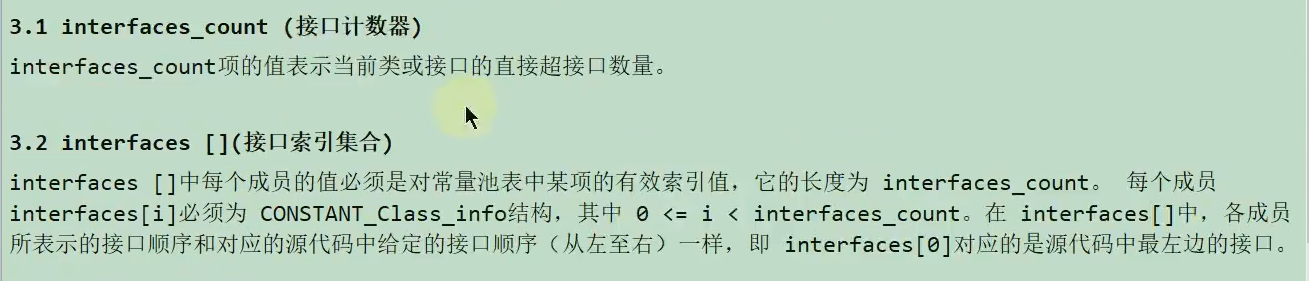 3.1 interfaces_count (接口计数器)
interfaces_count项的值表示当前类或接口的直接超接口数量。
3.2 interfaces [](接口索引集合)
interfaces []中每个成员的值必须是对常量池表中某项的有效索引值，它的长度为 interfaces_count。 每个成员
interfaces[i]必须为 CONSTANT_Class_info结构，其中 0 <= i < interfaces_count。在 interfaces[]中，各成员
所表示的接口顺序和对应的源代码中给定的接口顺序（从左至右）一样，即 interfaces[0]对应的是源代码中最左边的接口。